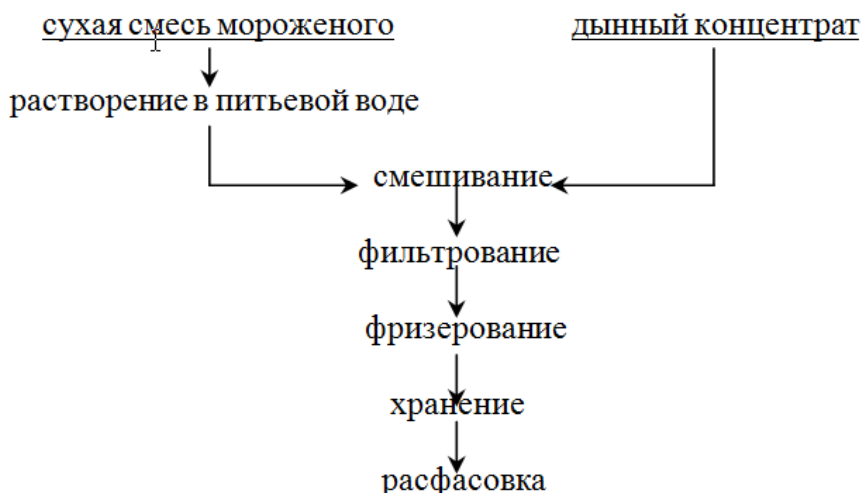 сухая смесь мороженого
дынный концентрат
растворение в питьевой воде
смешивание
фильтрование
фризерование
хранение
расфасовка